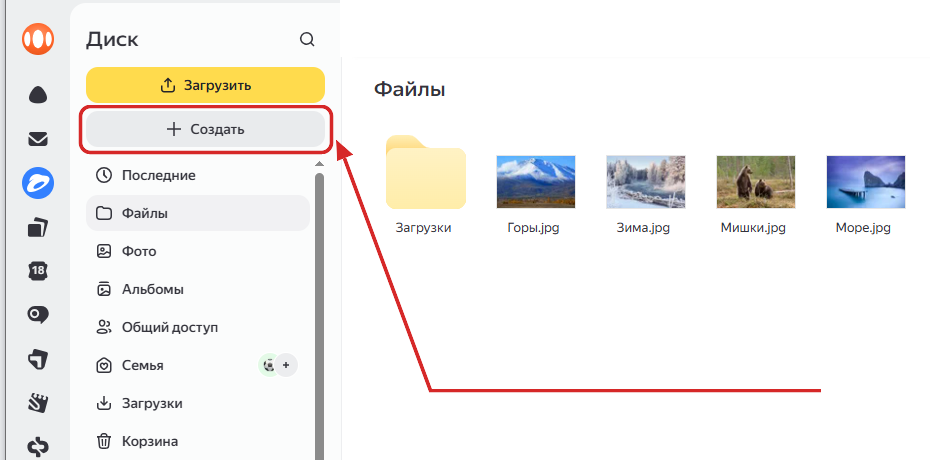 Диск
Загрузить
Создать
Последние
Файлы
Фото
Альбомы
Общий доступ
Семья
+
Загрузки
Корзина
18
Файлы
Загрузки
Горы.jpg
Зима.jpg
Мишки.jpg
Море.jpg